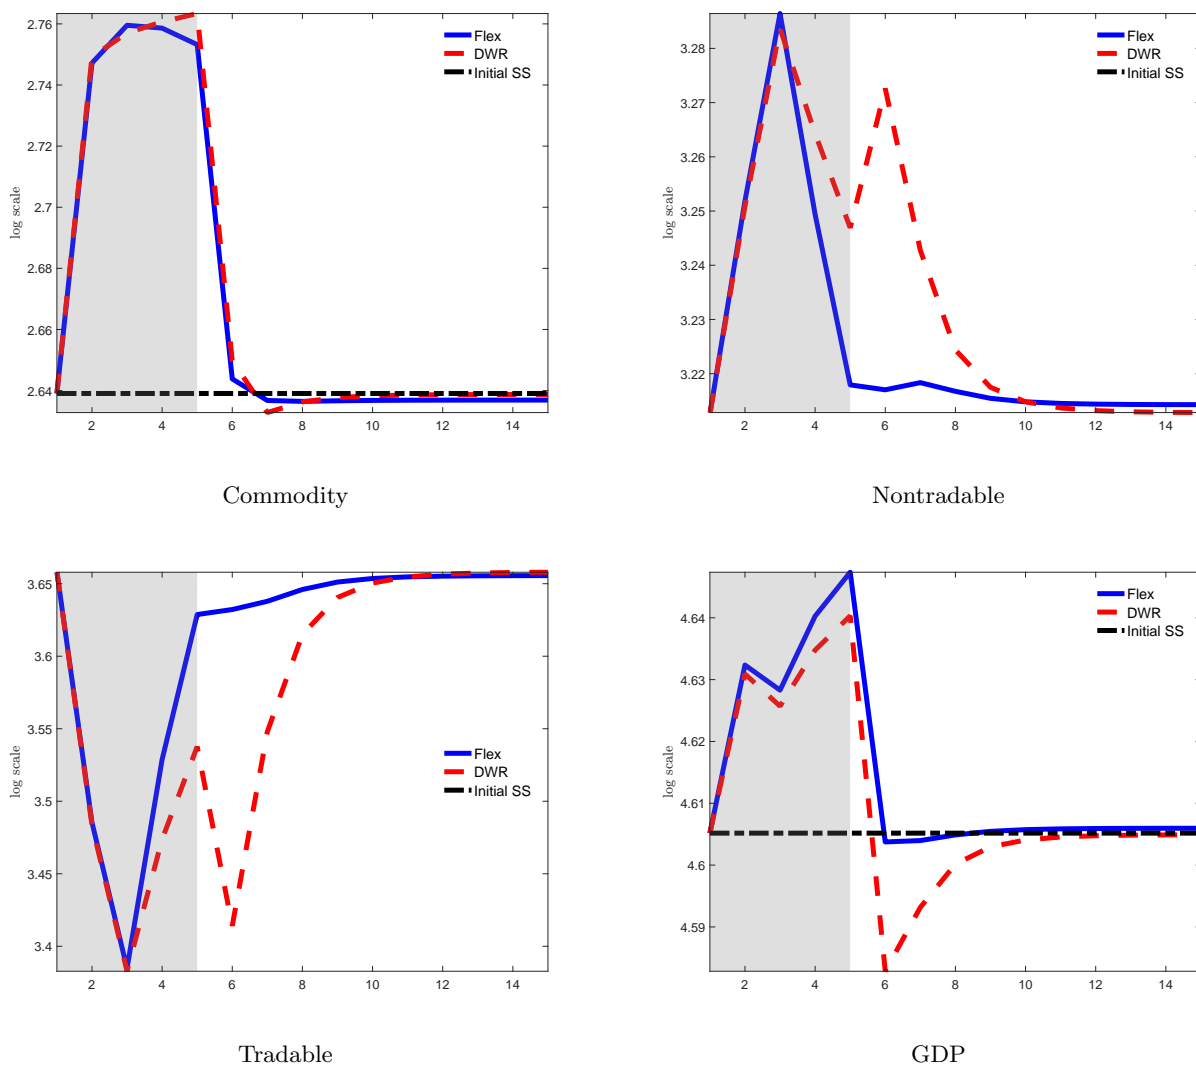 2.76
2.74
2.72
2.7
2.68
2.66
2.64
log scale
Flex
DWR
Initial SS
2 4 6 8 10 12 14
Commodity
3.28
3.27
3.26
3.25
3.24
3.23
3.22
log scale
Flex
DWR
Initial SS
2 4 6 8 10 12 14
Nontradable
3.65
3.6
3.55
3.5
3.45
3.4
log scale
Flex
DWR
Initial SS
2 4 6 8 10 12 14
Tradable
4.64
4.63
4.62
4.61
4.6
4.59
log scale
Flex
DWR
Initial SS
2 4 6 8 10 12 14
GDP